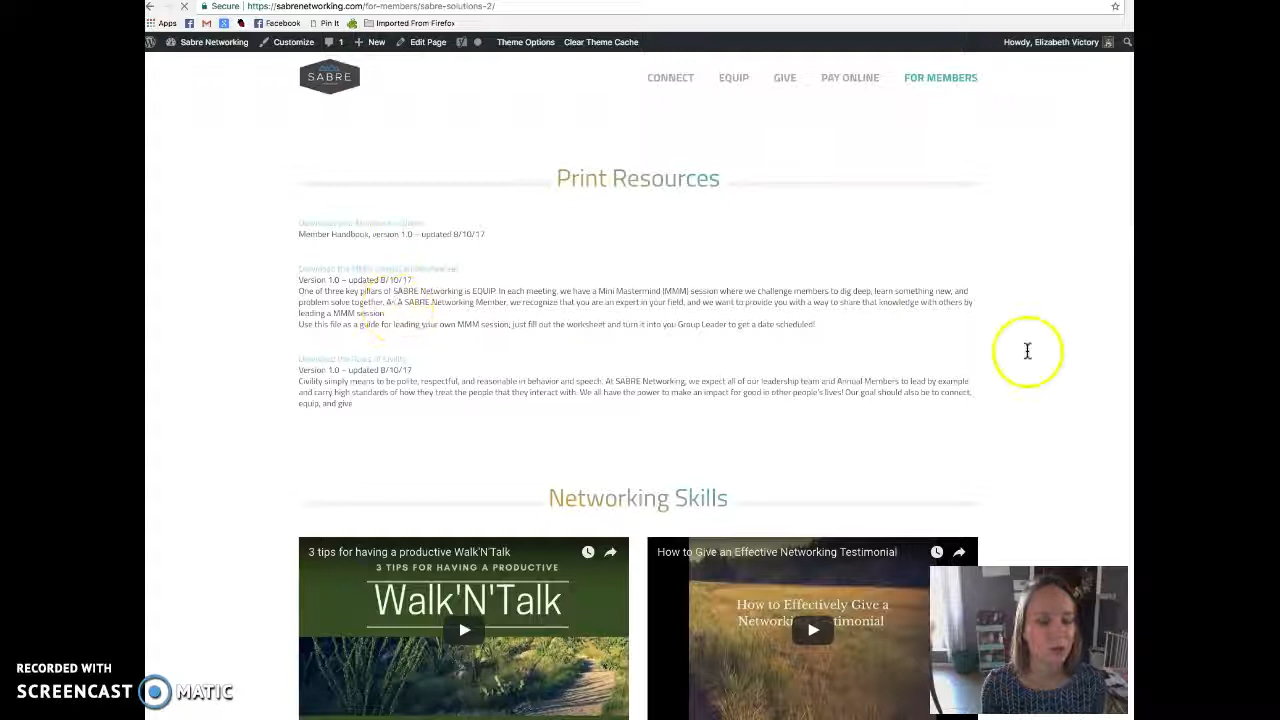 Secure | https://sabrenetworking.com/for-members/sabre-solutions-2/
Apps Facebook Pin It Imported From Firefox
Sabre Networking Customize 1 New Edit Page Theme Options Clear Theme Cache Howdy, Elizabeth Victory
SABRE
CONNECT EQUIP GIVE PAY ONLINE FOR MEMBERS
Print Resources
Member Handbook, version 1.0 – updated 8/10/17
Download the MMM
Version 1.0 – updated 8/10/17
One of three key pillars of SABRE Networking is EQUIP. In each meeting, we have a Mini Mastermind (MMM) session where we challenge members to dig deep, learn something new, and
problem solve together. As A SABRE Networking Member, we recognize that you are an expert in your field, and we want to provide you with a way to share that knowledge with others by
leading a MMM session
Use this file as a guide for leading your own MMM session, just fill out the worksheet and turn it into you Group Leader to get a date scheduled!
Download the Rules of Civility
Version 1.0 – updated 8/10/17
Civility simply means to be polite, respectful, and reasonable in behavior and speech. At SABRE Networking, we expect all of our leadership team and Annual Members to lead by example
and carry high standards of how they treat the people that they interact with. We all have the power to make an impact for good in other people's lives! Our goal should also be to connect,
equip, and give
Networking Skills
3 tips for having a productive Walk'N'Talk
3 TIPS FOR HAVING A PRODUCTIVE
Walk'N'Talk
How to Give an Effective Networking Testimonial
How to Effectively Give a
RECORDED WITH
SCREENCAST MATIC